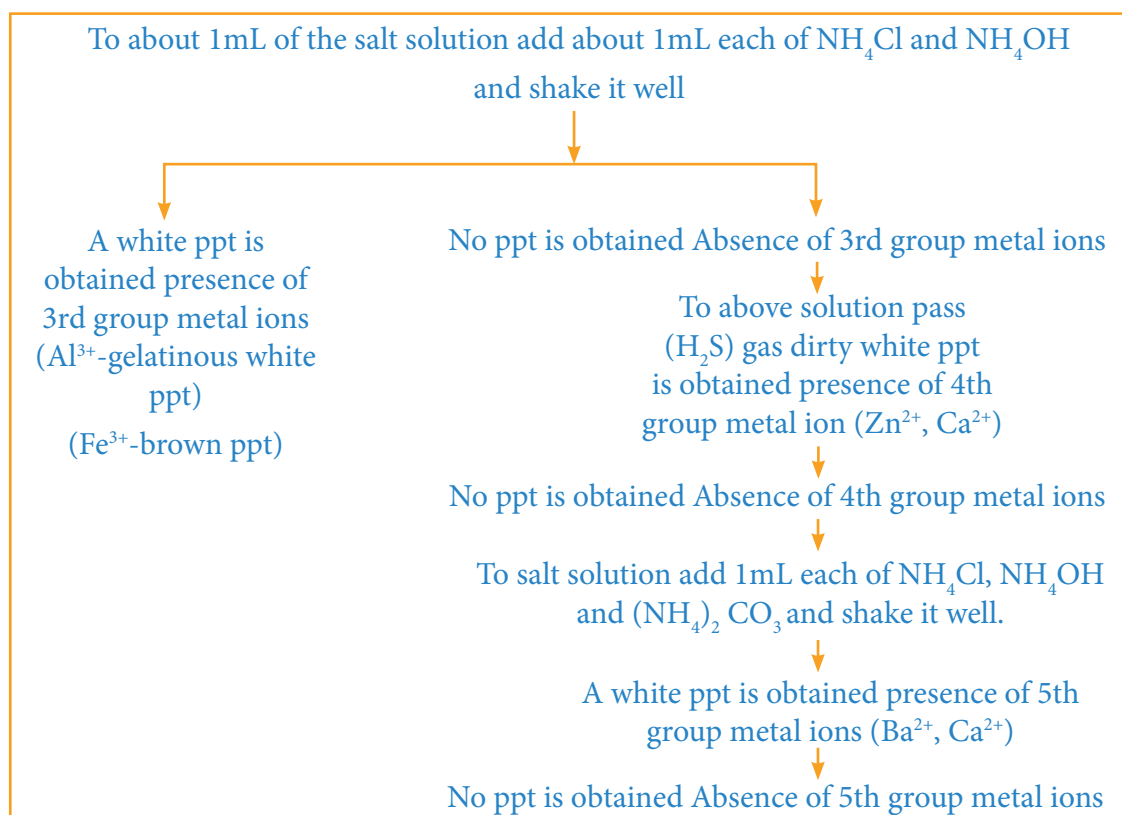 To about 1mL of the salt solution add about 1mL each of NH₄Cl and NH₄OH
and shake it well
A white ppt is
obtained presence of
3rd group metal ions
(Al³⁺-gelatinous white
ppt)
(Fe³⁺-brown ppt)
No ppt is obtained Absence of 3rd group metal ions
To above solution pass
(H₂S) gas dirty white ppt
is obtained presence of 4th
group metal ion (Zn²⁺, Ca²⁺)
No ppt is obtained Absence of 4th group metal ions
To salt solution add 1mL each of NH₄Cl, NH₄OH
and (NH₄)₂ CO₃ and shake it well.
A white ppt is obtained presence of 5th
group metal ions (Ba²⁺, Ca²⁺)
No ppt is obtained Absence of 5th group metal ions